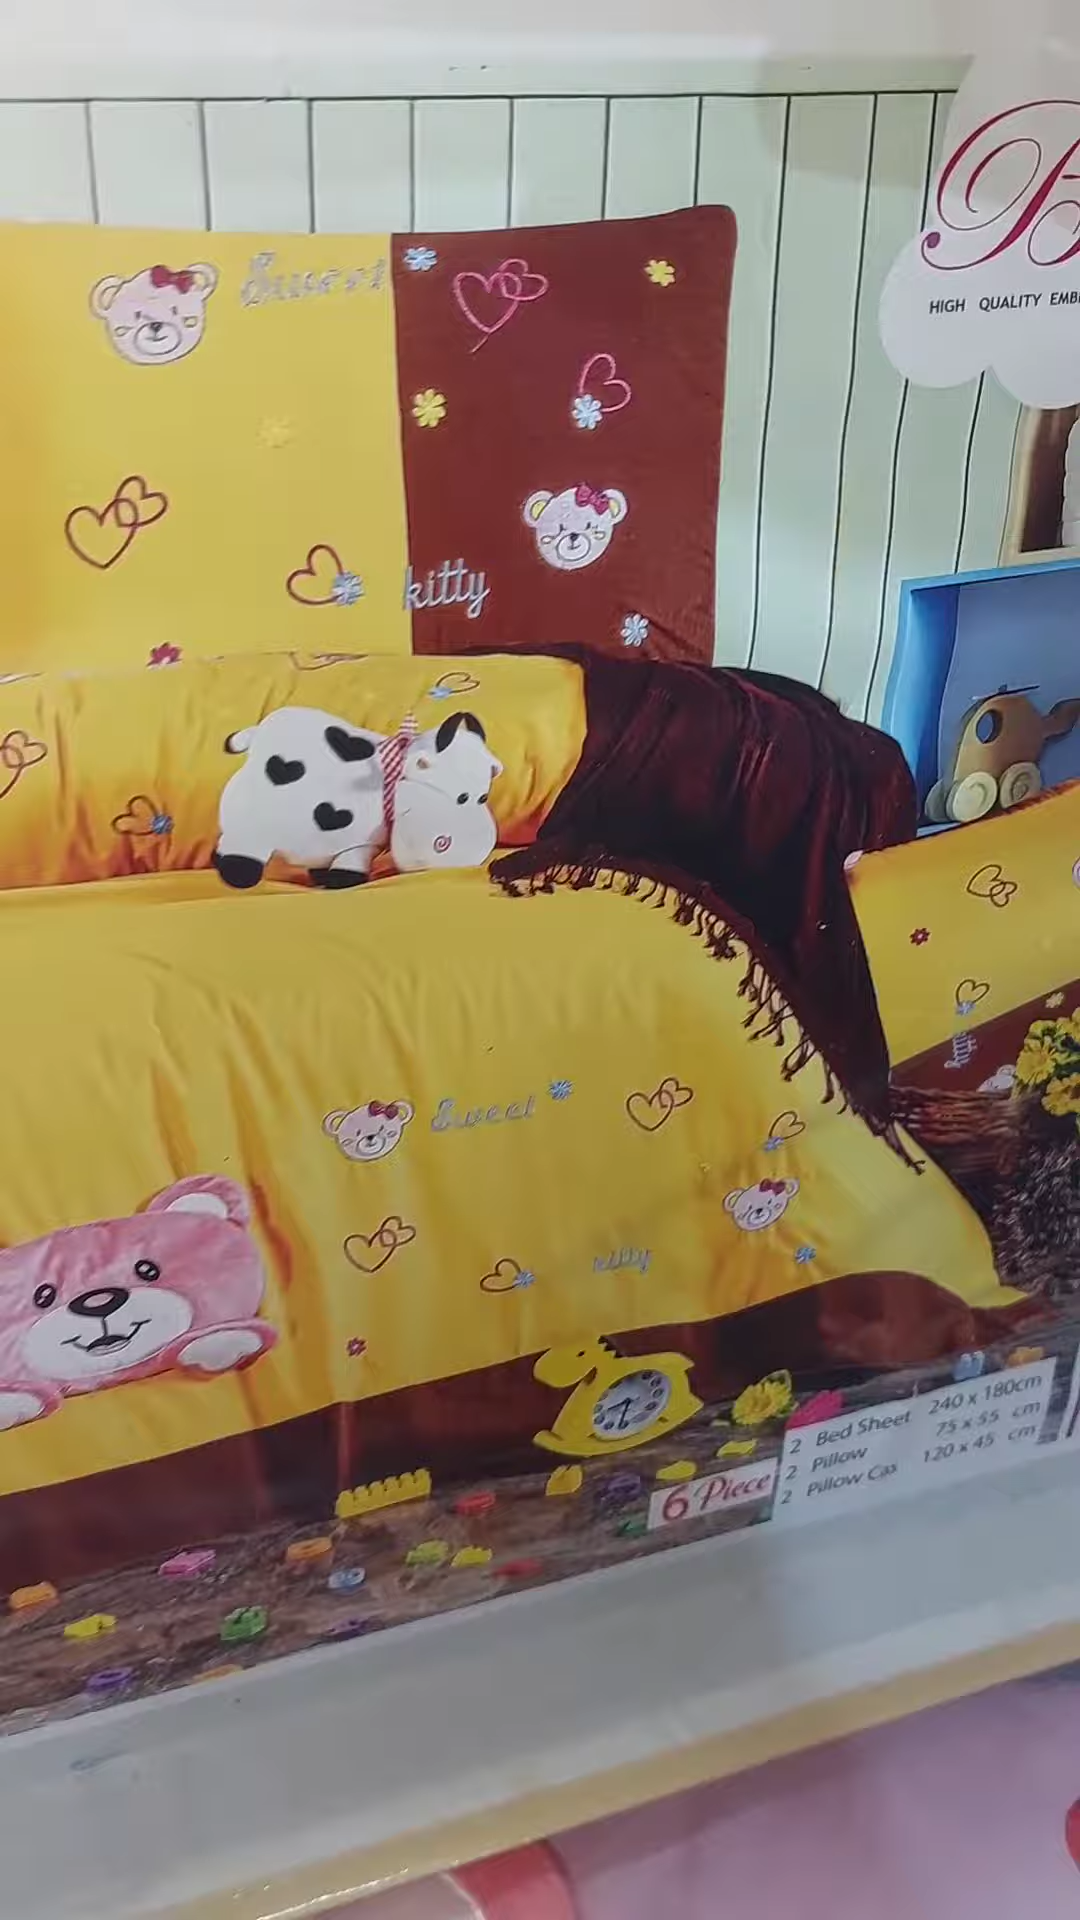 Sweet
HIGH QUALITY
kitty
Sweet
kitty
2 Bed Sheet 240 x 180cm
2 Pillow 75 x 55 cm
2 Pillow Cas 120 x 45 cm
6 Piece